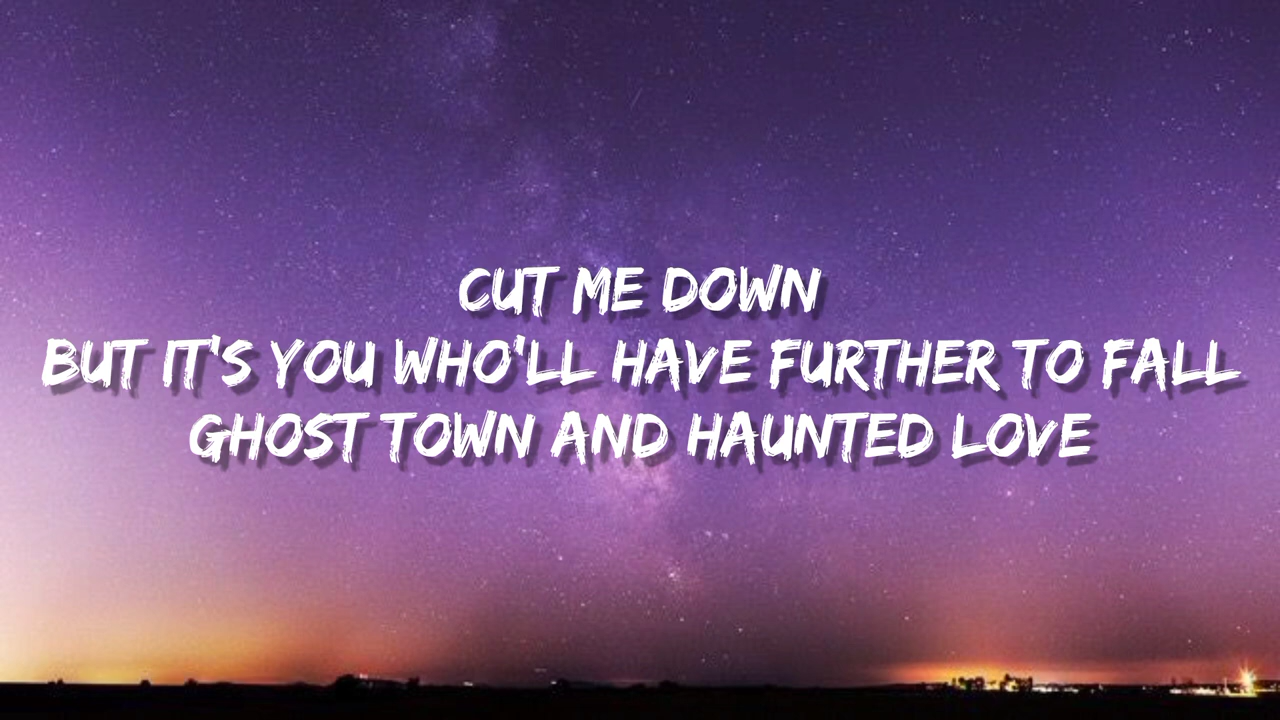 CUT ME DOWN
BUT IT'S YOU WHO'LL HAVE FURTHER TO FALL
GHOST TOWN AND HAUNTED LOVE